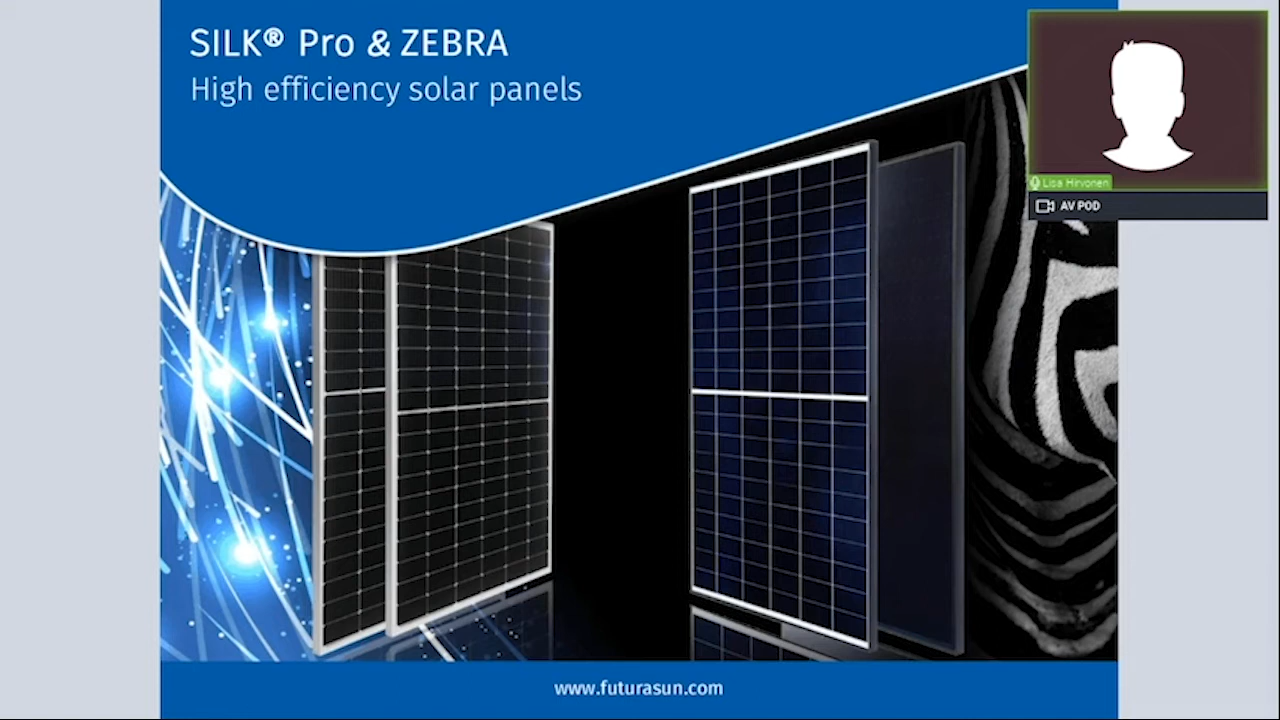 SILK® Pro & ZEBRA
High efficiency solar panels
Lisa Hirvonen
AV POD
www.futurasun.com